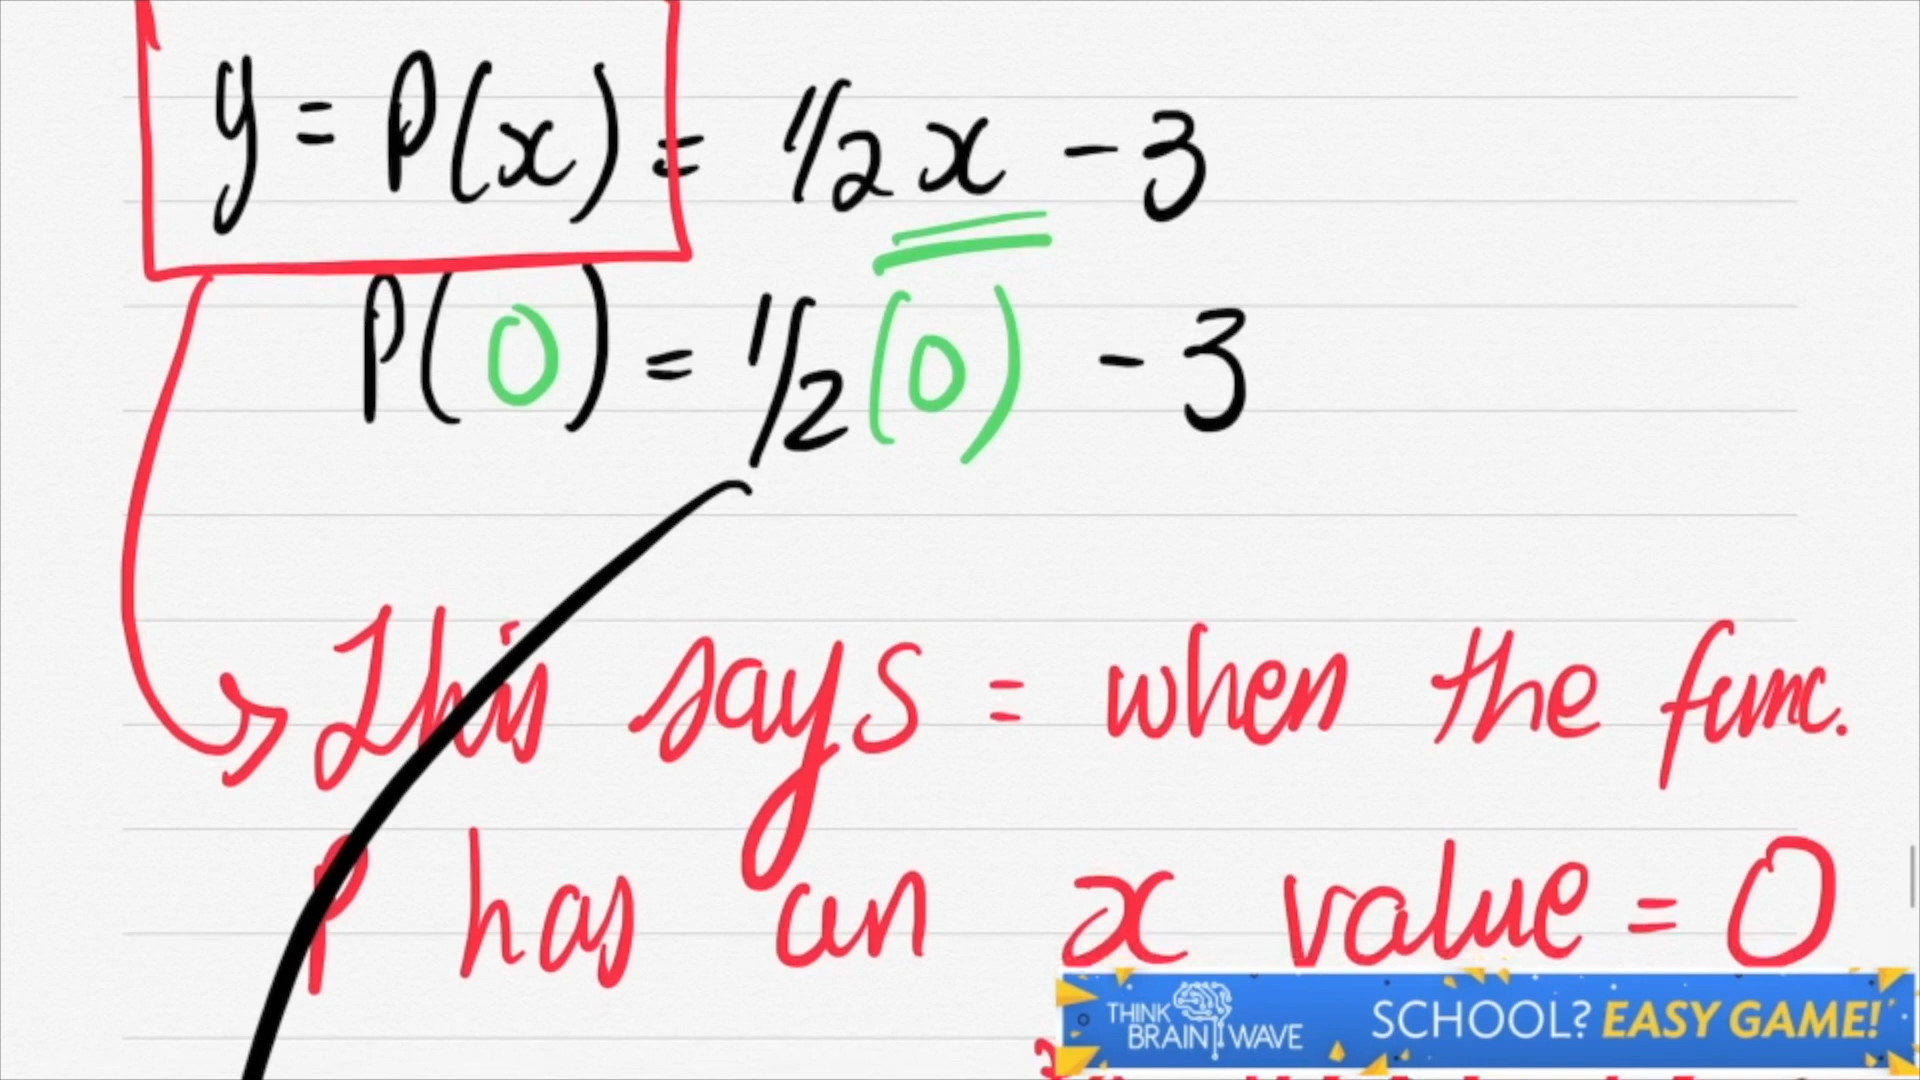 y = P(x) = 1/2 x - 3
P(0) = 1/2 (0) - 3
This says = when the func.
P has an x value = 0
THINK BRAIN WAVE
SCHOOL? EASY GAME!